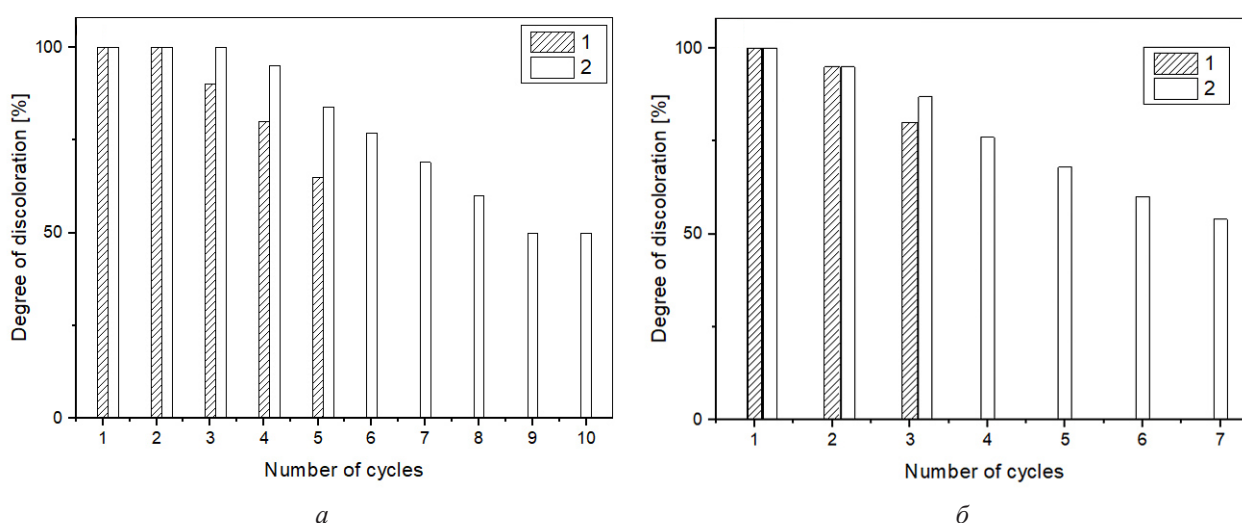 Degree of discoloration [%]
100
50
0
1
2
1 2 3 4 5 6 7 8 9 10
Number of cycles
а
Degree of discoloration [%]
100
50
0
1
2
1 2 3 4 5 6 7
Number of cycles
б